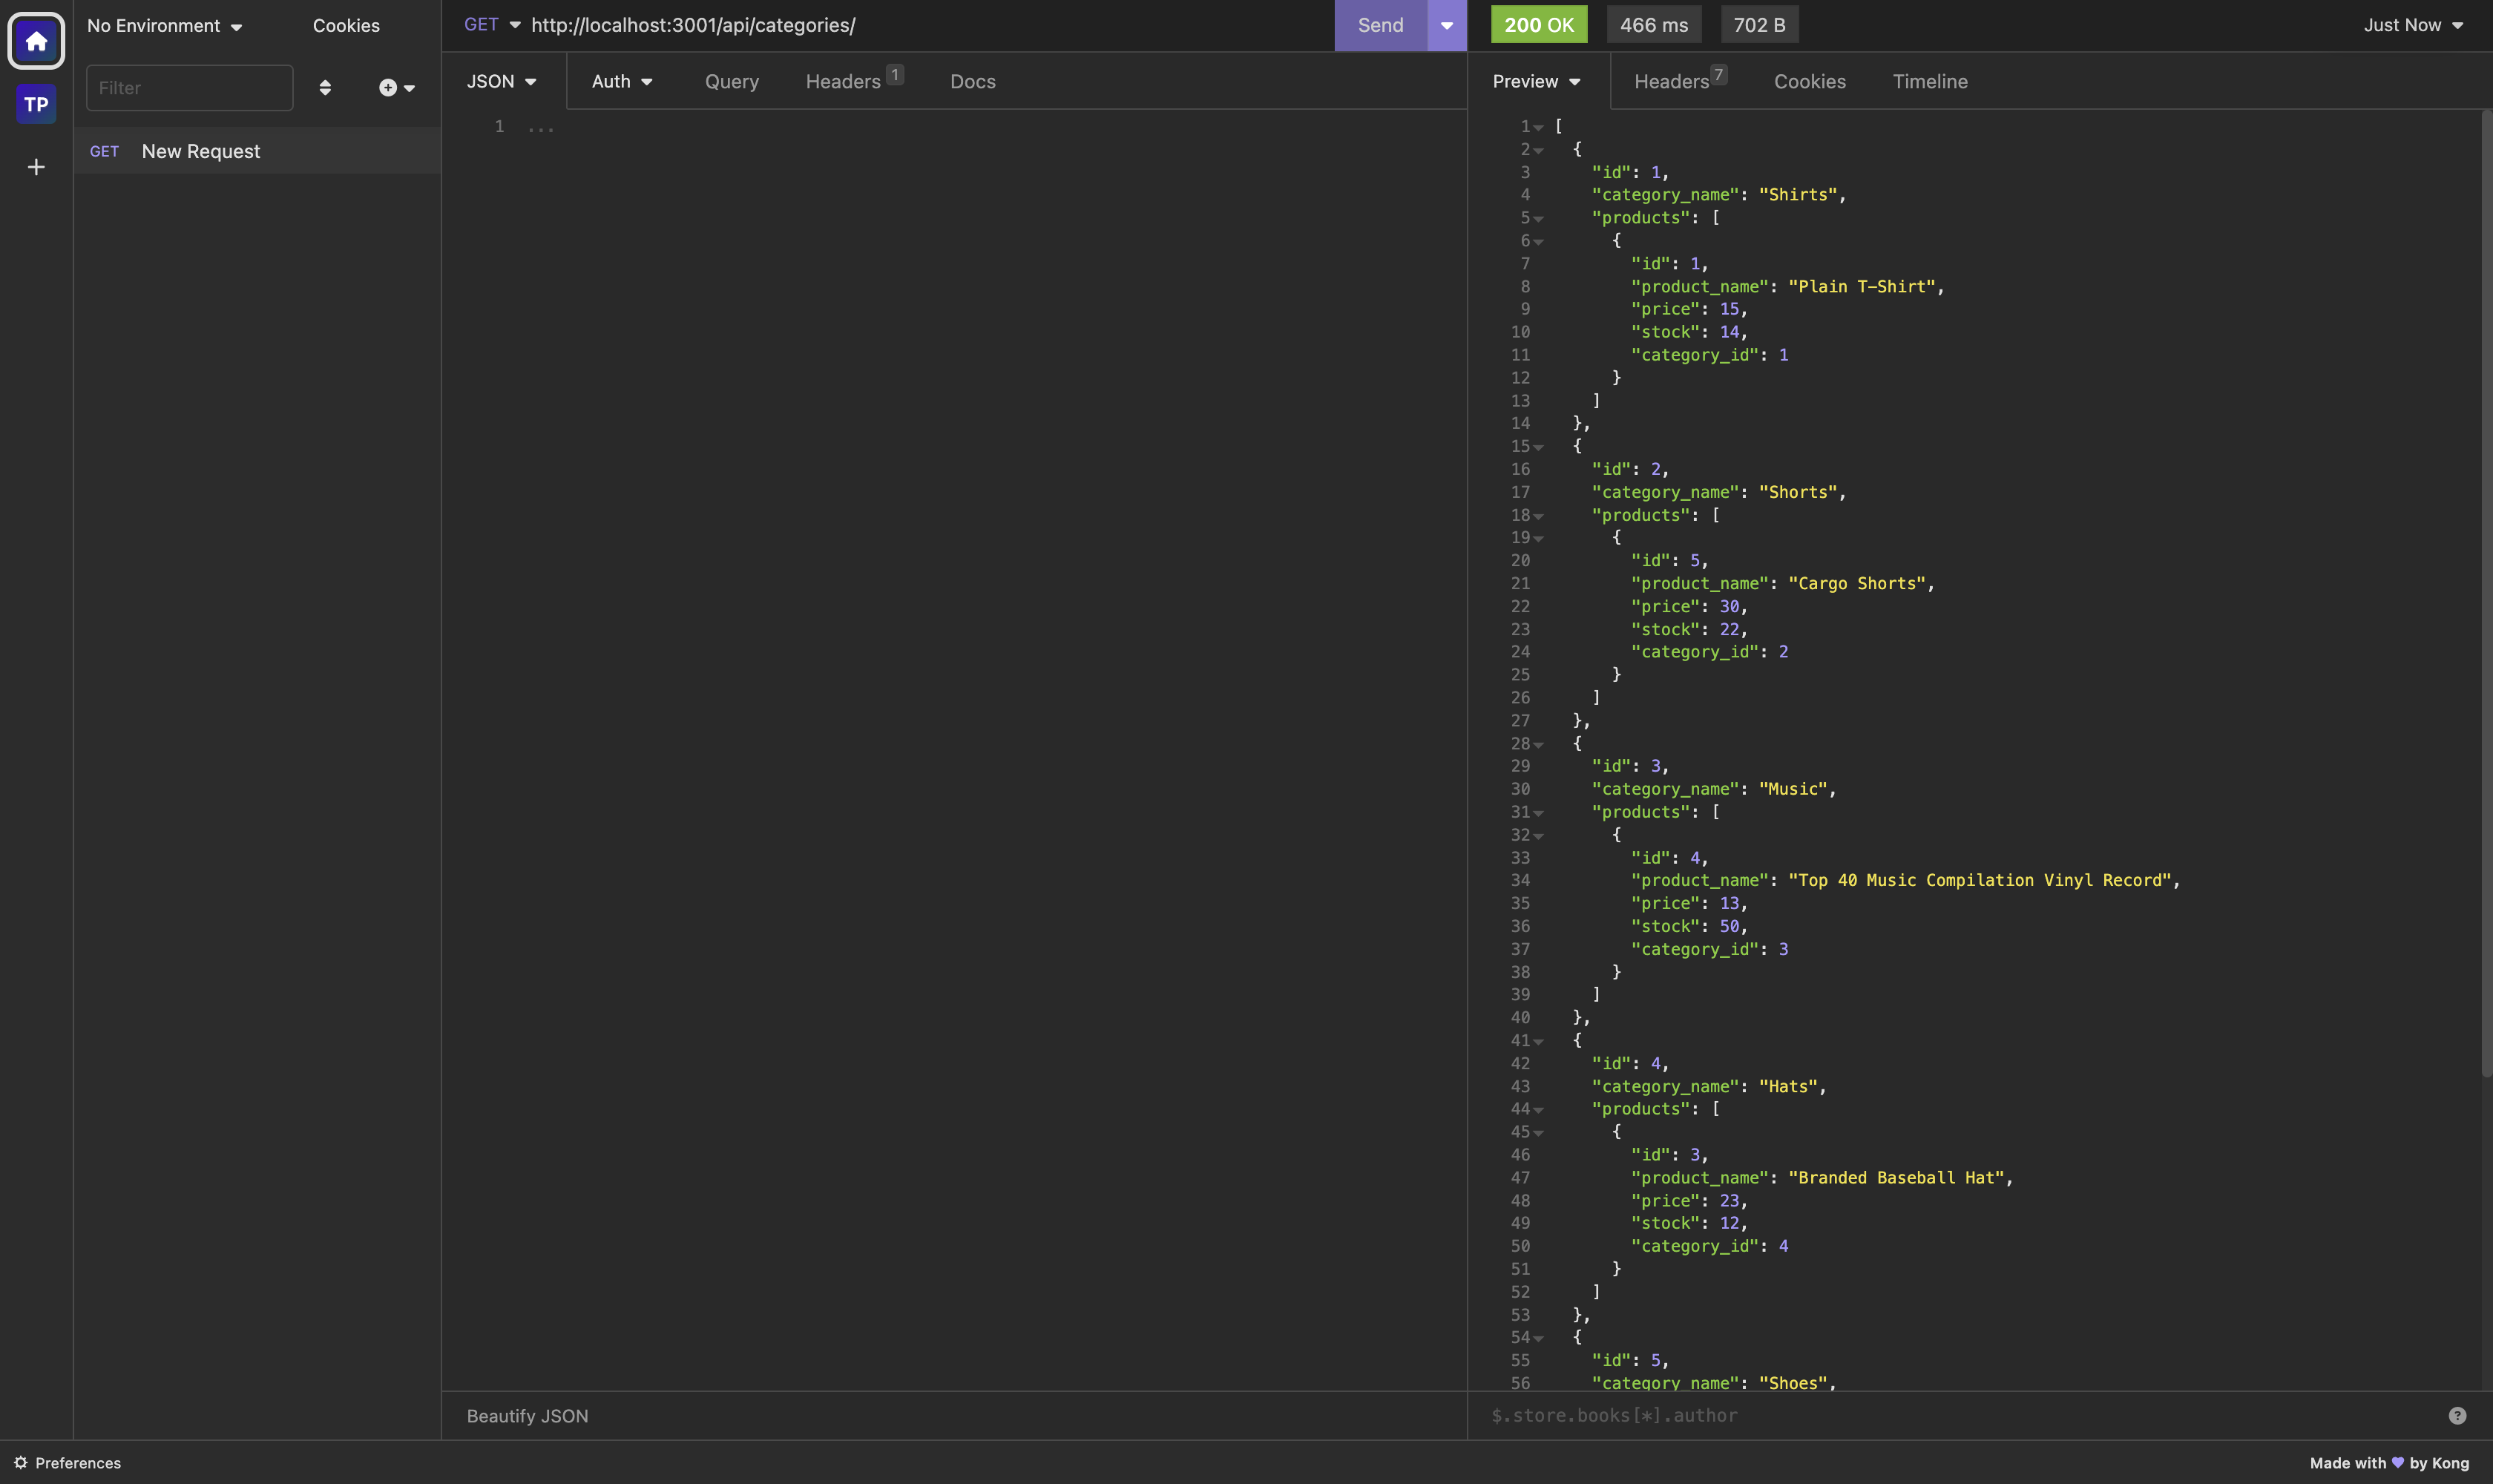 No Environment
Cookies
GET http://localhost:3001/api/categories/
Send
200 OK
466 ms
702 B
Just Now
TP
Filter
GET New Request
JSON
Auth
Query
Headers 1
Docs
1 ...
Preview
Headers 7
Cookies
Timeline
1 [
2 {
3 "id": 1,
4 "category_name": "Shirts",
5 "products": [
6 {
7 "id": 1,
8 "product_name": "Plain T-Shirt",
9 "price": 15,
10 "stock": 14,
11 "category_id": 1
12 }
13 ]
14 },
15 {
16 "id": 2,
17 "category_name": "Shorts",
18 "products": [
19 {
20 "id": 5,
21 "product_name": "Cargo Shorts",
22 "price": 30,
23 "stock": 22,
24 "category_id": 2
25 }
26 ]
27 },
28 {
29 "id": 3,
30 "category_name": "Music",
31 "products": [
32 {
33 "id": 4,
34 "product_name": "Top 40 Music Compilation Vinyl Record",
35 "price": 13,
36 "stock": 50,
37 "category_id": 3
38 }
39 ]
40 },
41 {
42 "id": 4,
43 "category_name": "Hats",
44 "products": [
45 {
46 "id": 3,
47 "product_name": "Branded Baseball Hat",
48 "price": 23,
49 "stock": 12,
50 "category_id": 4
51 }
52 ]
53 },
54 {
55 "id": 5,
56 "category_name": "Shoes",
Beautify JSON
$.store.books[*].author
?
Preferences
Made with 💜 by Kong